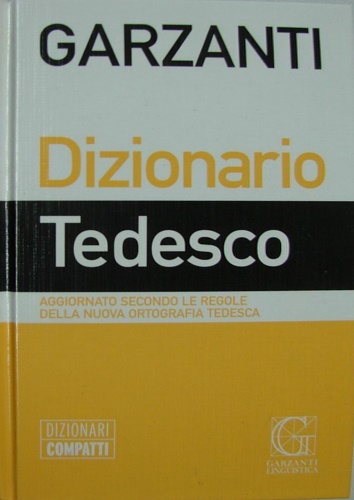 GARZANTI
Dizionario
Tedesco
AGGIORNATO SECONDO LE REGOLE
DELLA NUOVA ORTOGRAFIA TEDESCA
DIZIONARI
COMPATTI
GARZANTI
LINGUISTICA